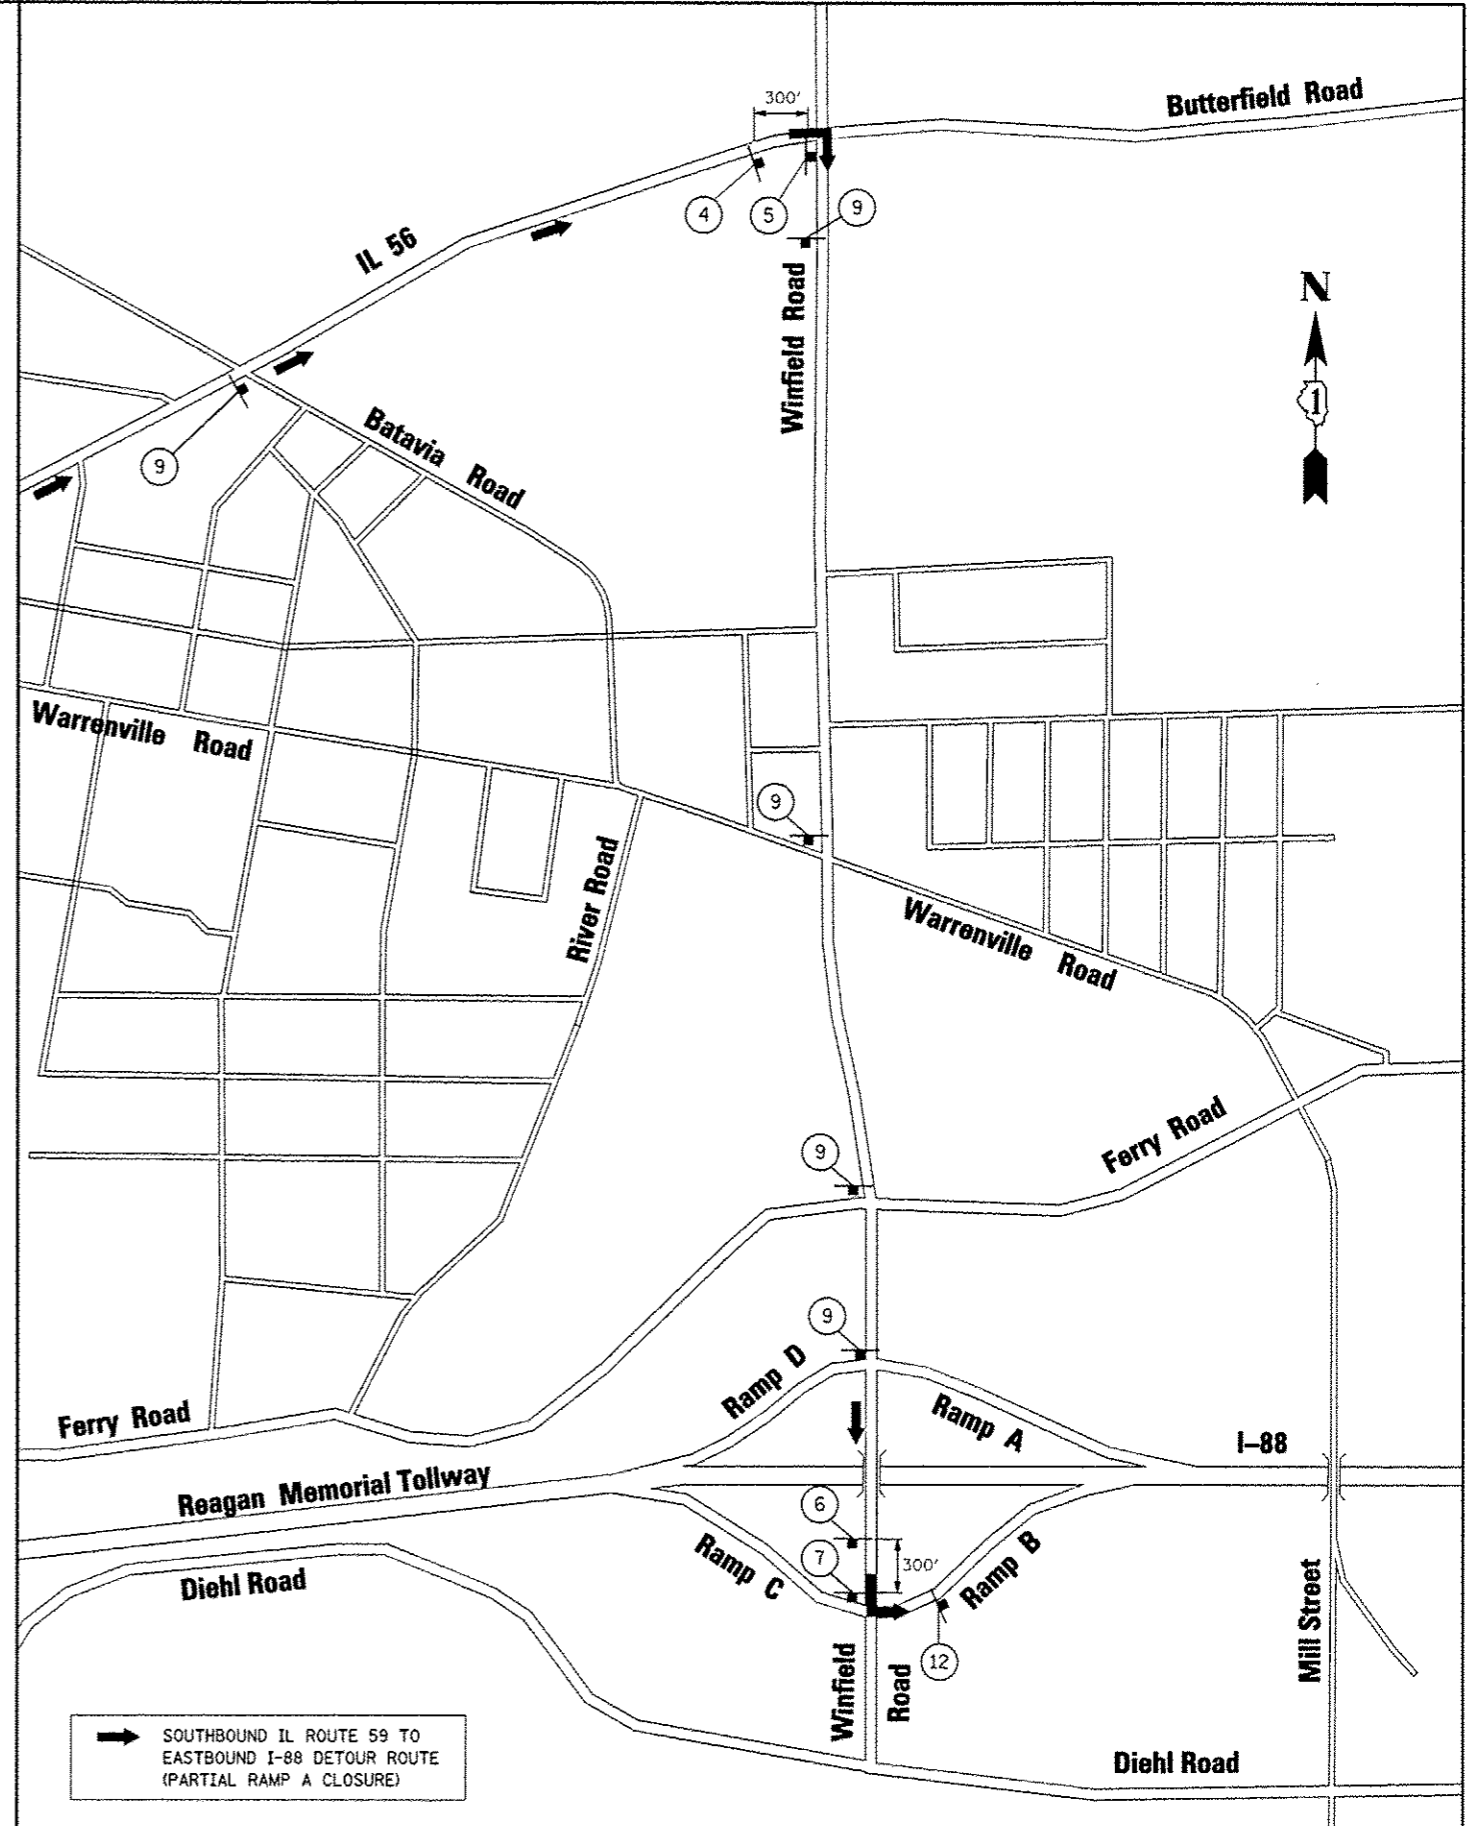 300'
Butterfield Road
4
5
9
IL 56
Winfield Road
N
1
9
Batavia Road
Warrenville Road
9
River Road
Warrenville Road
9
Ferry Road
9
Ramp D
Ramp A
Ferry Road
I-88
Reagan Memorial Tollway
6
7
300'
Ramp C
Ramp B
Diehl Road
12
Mill Street
Winfield Road
SOUTHBOUND IL ROUTE 59 TO
EASTBOUND I-88 DETOUR ROUTE
(PARTIAL RAMP A CLOSURE)
Diehl Road